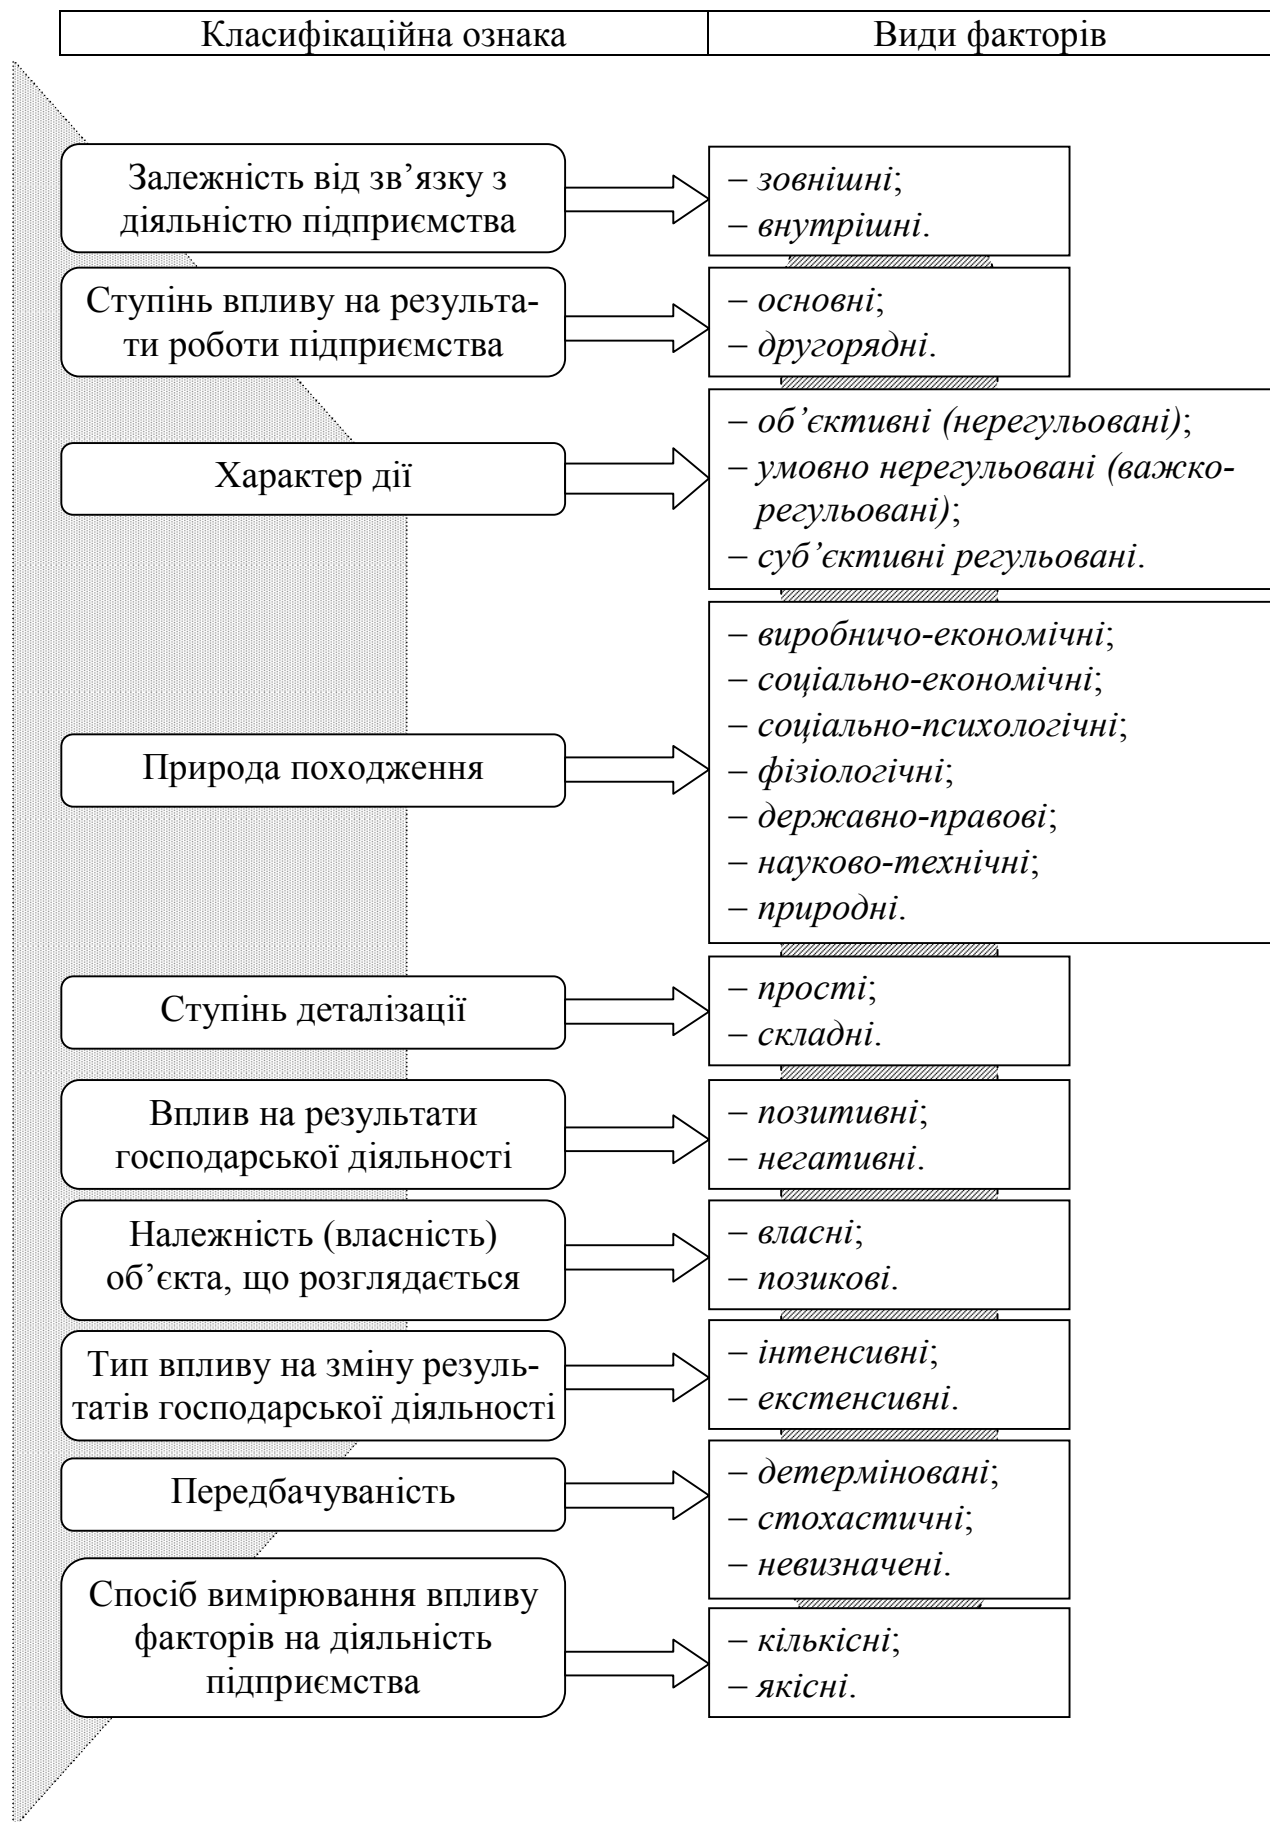 Класифікаційна ознака
Види факторів
Залежність від зв’язку з
діяльністю підприємства
– зовнішні;
– внутрішні.
Ступінь впливу на результа-
ти роботи підприємства
– основні;
– другорядні.
Характер дії
– об’єктивні (нерегульовані);
– умовно нерегульовані (важко-
регульовані);
– суб’єктивні регульовані.
Природа походження
– виробничо-економічні;
– соціально-економічні;
– соціально-психологічні;
– фізіологічні;
– державно-правові;
– науково-технічні;
– природні.
Ступінь деталізації
– прості;
– складні.
Вплив на результати
господарської діяльності
– позитивні;
– негативні.
Належність (власність)
об’єкта, що розглядається
– власні;
– позикові.
Тип впливу на зміну резуль-
татів господарської діяльності
– інтенсивні;
– екстенсивні.
Передбачуваність
– детерміновані;
– стохастичні;
– невизначені.
Спосіб вимірювання впливу
факторів на діяльність
підприємства
– кількісні;
– якісні.